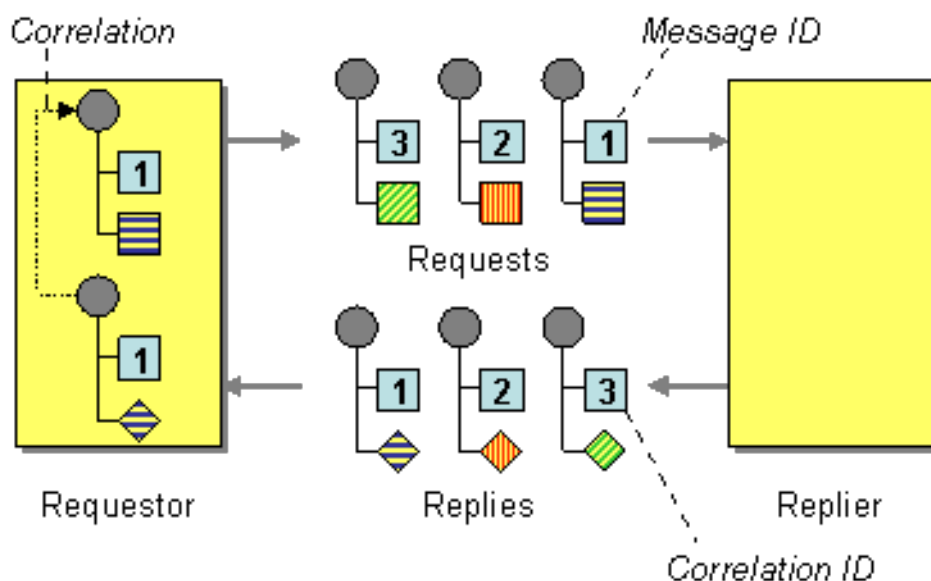 Correlation
Message ID
3 2 1
1
Requests
1
1 2 3
Requestor
Replies
Replier
Correlation ID